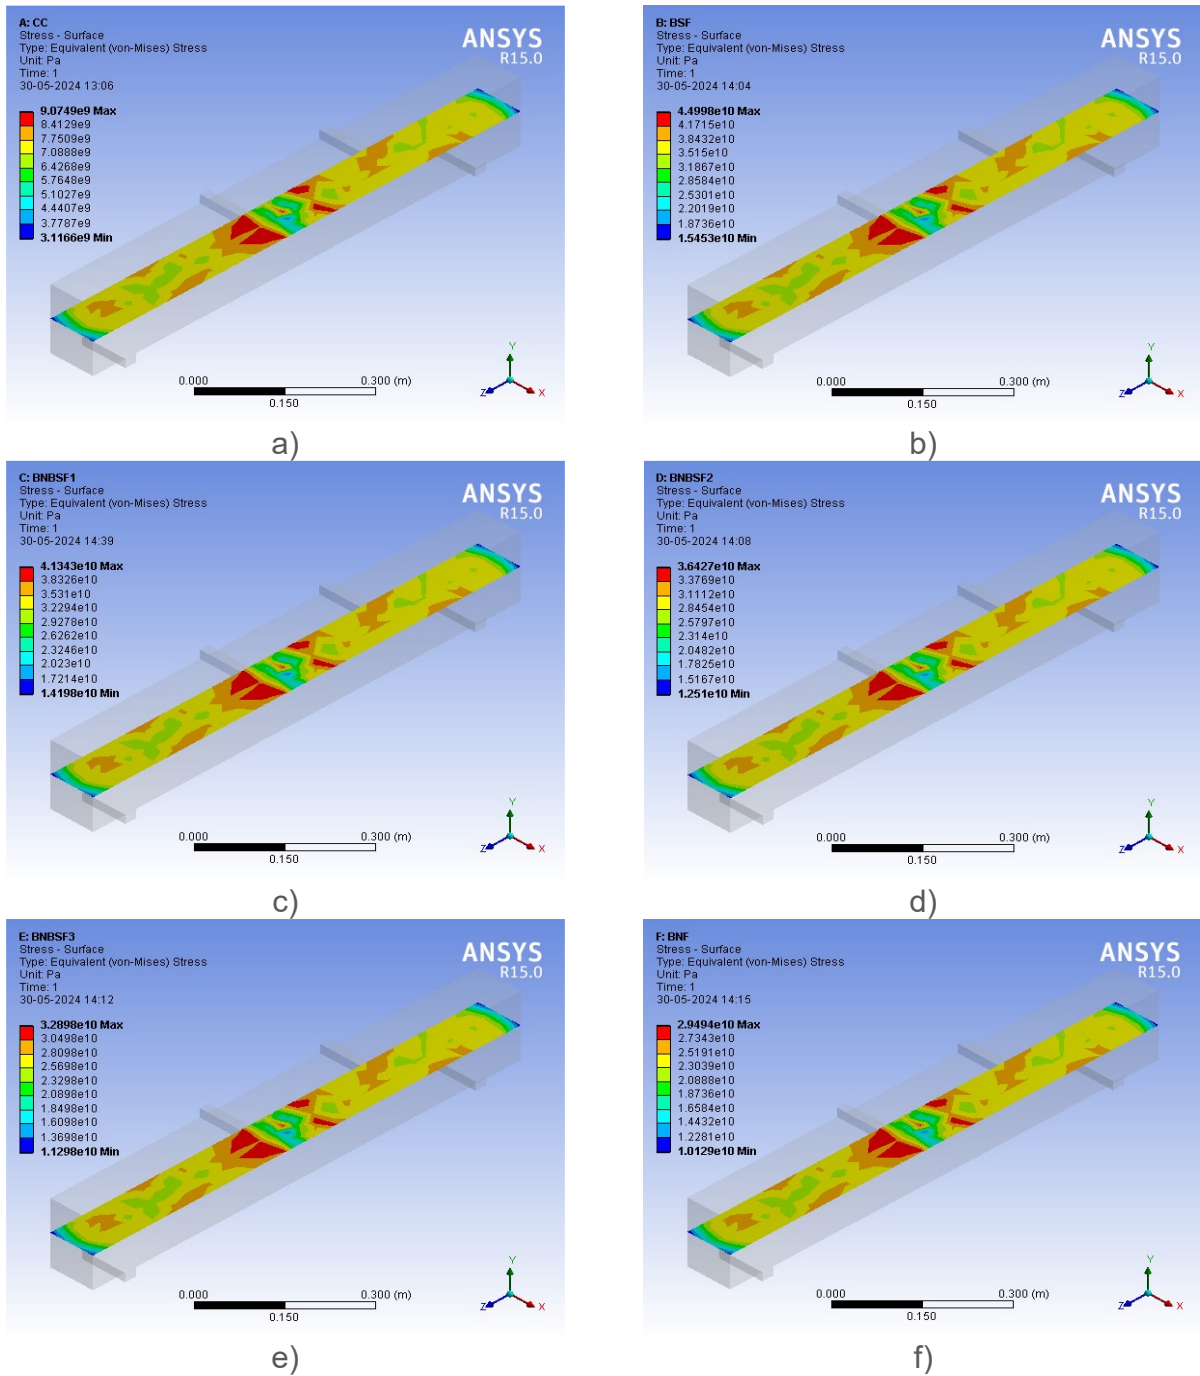 A: CC
Stress - Surface
Type: Equivalent (von-Mises) Stress
Unit: Pa
Time: 1
30-05-2024 13:06
ANSYS
R15.0
9.0749e9 Max
8.4129e9
7.7509e9
7.0888e9
6.4268e9
5.7648e9
5.1027e9
4.4407e9
3.7787e9
3.1166e9 Min
0.000
0.300 (m)
0.150
Y
Z
X
a)
B: BSF
Stress - Surface
Type: Equivalent (von-Mises) Stress
Unit: Pa
Time: 1
30-05-2024 14:04
ANSYS
R15.0
4.4998e10 Max
4.1715e10
3.8432e10
3.515e10
3.1867e10
2.8584e10
2.5301e10
2.2019e10
1.8736e10
1.5453e10 Min
0.000
0.300 (m)
0.150
Y
Z
X
b)
C: BNBSF1
Stress - Surface
Type: Equivalent (von-Mises) Stress
Unit: Pa
Time: 1
30-05-2024 14:39
ANSYS
R15.0
4.1343e10 Max
3.8326e10
3.531e10
3.2294e10
2.9278e10
2.6262e10
2.3246e10
2.023e10
1.7214e10
1.4198e10 Min
0.000
0.300 (m)
0.150
Y
Z
X
c)
D: BNBSF2
Stress - Surface
Type: Equivalent (von-Mises) Stress
Unit: Pa
Time: 1
30-05-2024 14:08
ANSYS
R15.0
3.6427e10 Max
3.3769e10
3.1112e10
2.8454e10
2.5797e10
2.314e10
2.0482e10
1.7825e10
1.5167e10
1.251e10 Min
0.000
0.300 (m)
0.150
Y
Z
X
d)
E: BNBSF3
Stress - Surface
Type: Equivalent (von-Mises) Stress
Unit: Pa
Time: 1
30-05-2024 14:12
ANSYS
R15.0
3.2898e10 Max
3.0498e10
2.8098e10
2.5698e10
2.3298e10
2.0898e10
1.8498e10
1.6098e10
1.3698e10
1.1298e10 Min
0.000
0.300 (m)
0.150
Y
Z
X
e)
F: BNF
Stress - Surface
Type: Equivalent (von-Mises) Stress
Unit: Pa
Time: 1
30-05-2024 14:15
ANSYS
R15.0
2.9494e10 Max
2.7343e10
2.5191e10
2.3039e10
2.0888e10
1.8736e10
1.6584e10
1.4432e10
1.2281e10
1.0129e10 Min
0.000
0.300 (m)
0.150
Y
Z
X
f)